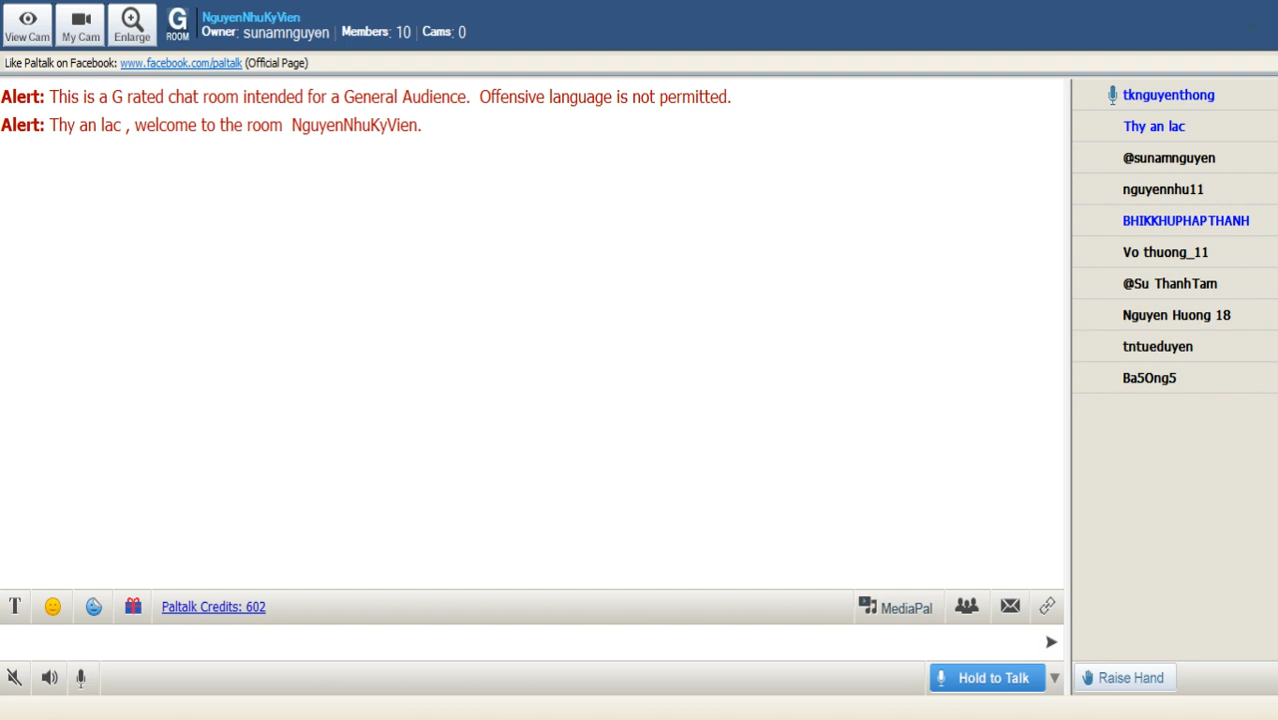 NguyenNhuKyVien
View Cam My Cam Enlarge G ROOM Owner: sunamnguyen Members: 10 Cams: 0
Like Paltalk on Facebook: www.facebook.com/paltalk (Official Page)
Alert: This is a G rated chat room intended for a General Audience. Offensive language is not permitted.
Alert: Thy an lac , welcome to the room NguyenNhuKyVien.
tknguyenthong
Thy an lac
@sunamnguyen
nguyennhu11
BHIKKHUPHAPTHANH
Vo thuong_11
@Su ThanhTam
Nguyen Huong 18
tntueduyen
Ba5Ong5
T Paltalk Credits: 602 MediaPal
Hold to Talk Raise Hand